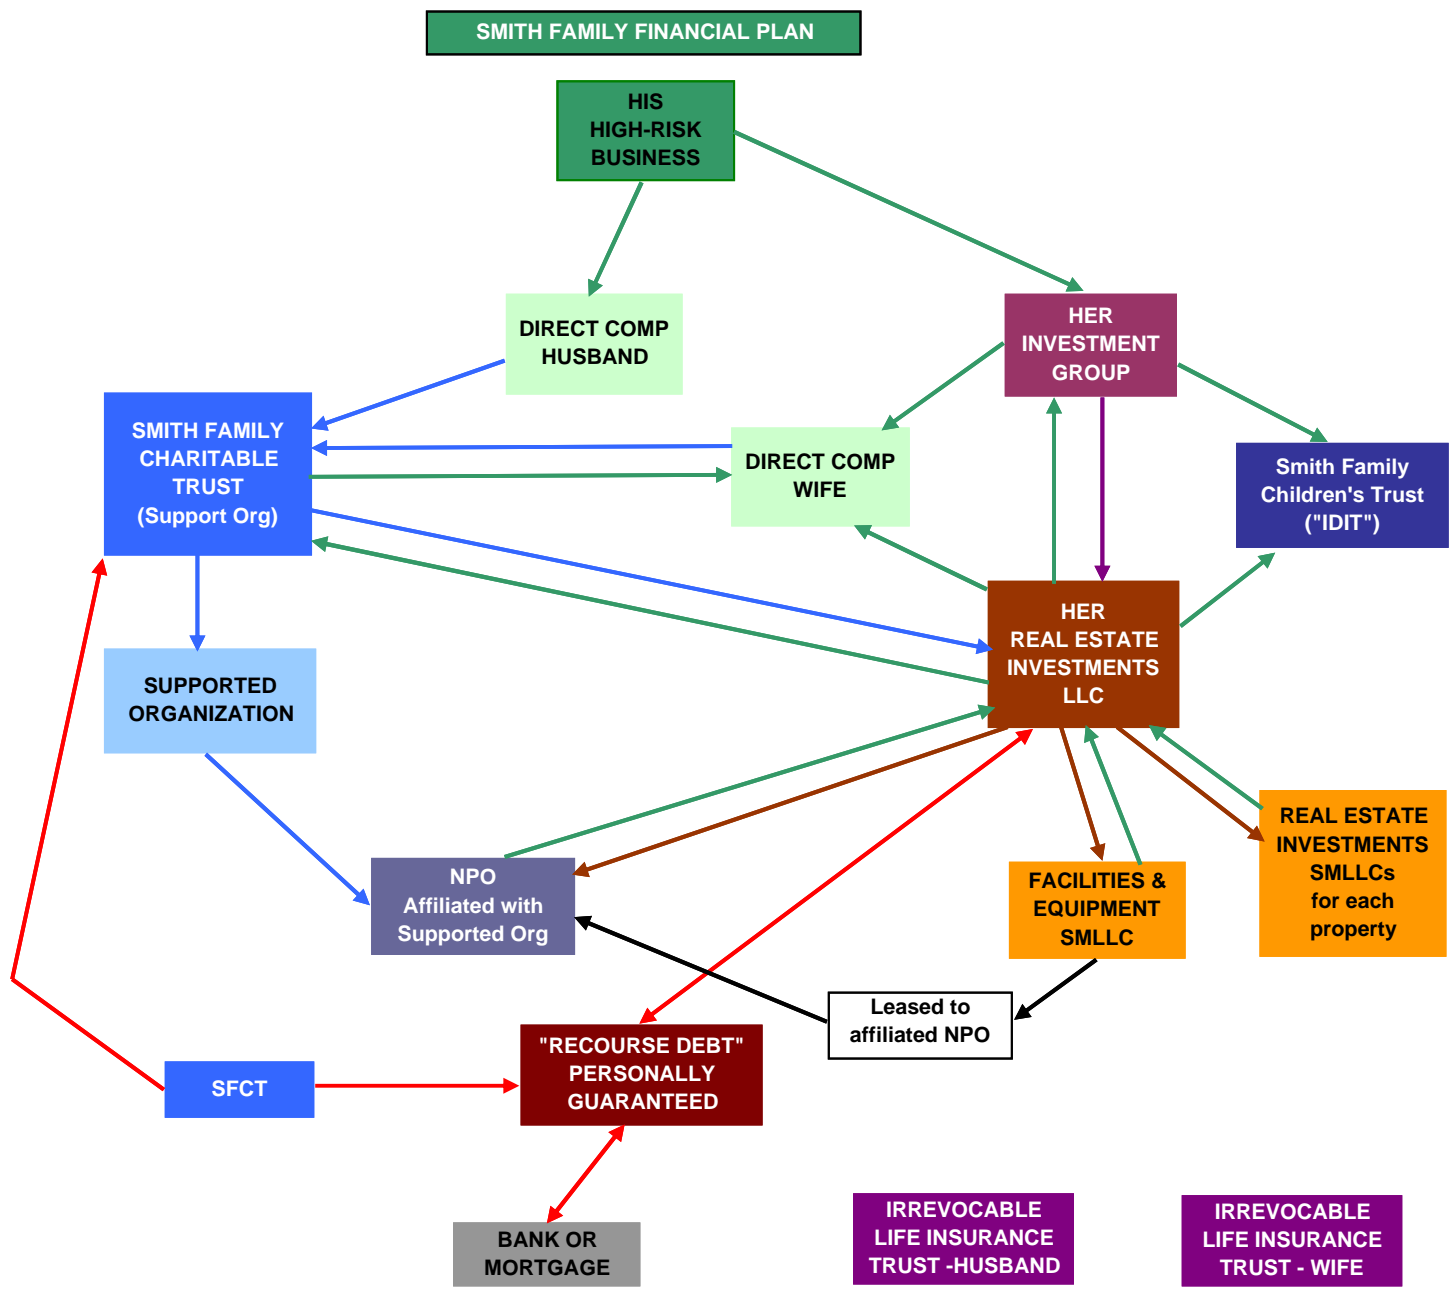 SMITH FAMILY FINANCIAL PLAN
HIS
HIGH-RISK
BUSINESS
DIRECT COMP
HUSBAND
HER
INVESTMENT
GROUP
SMITH FAMILY
CHARITABLE
TRUST
(Support Org)
DIRECT COMP
WIFE
Smith Family
Children's Trust
("IDIT")
HER
REAL ESTATE
INVESTMENTS
LLC
SUPPORTED
ORGANIZATION
REAL ESTATE
INVESTMENTS
SMLLCs
for each
property
NPO
Affiliated with
Supported Org
FACILITIES &
EQUIPMENT
SMLLC
Leased to
affiliated NPO
"RECOURSE DEBT"
PERSONALLY
GUARANTEED
SFCT
BANK OR
MORTGAGE
IRREVOCABLE
LIFE INSURANCE
TRUST -HUSBAND
IRREVOCABLE
LIFE INSURANCE
TRUST - WIFE